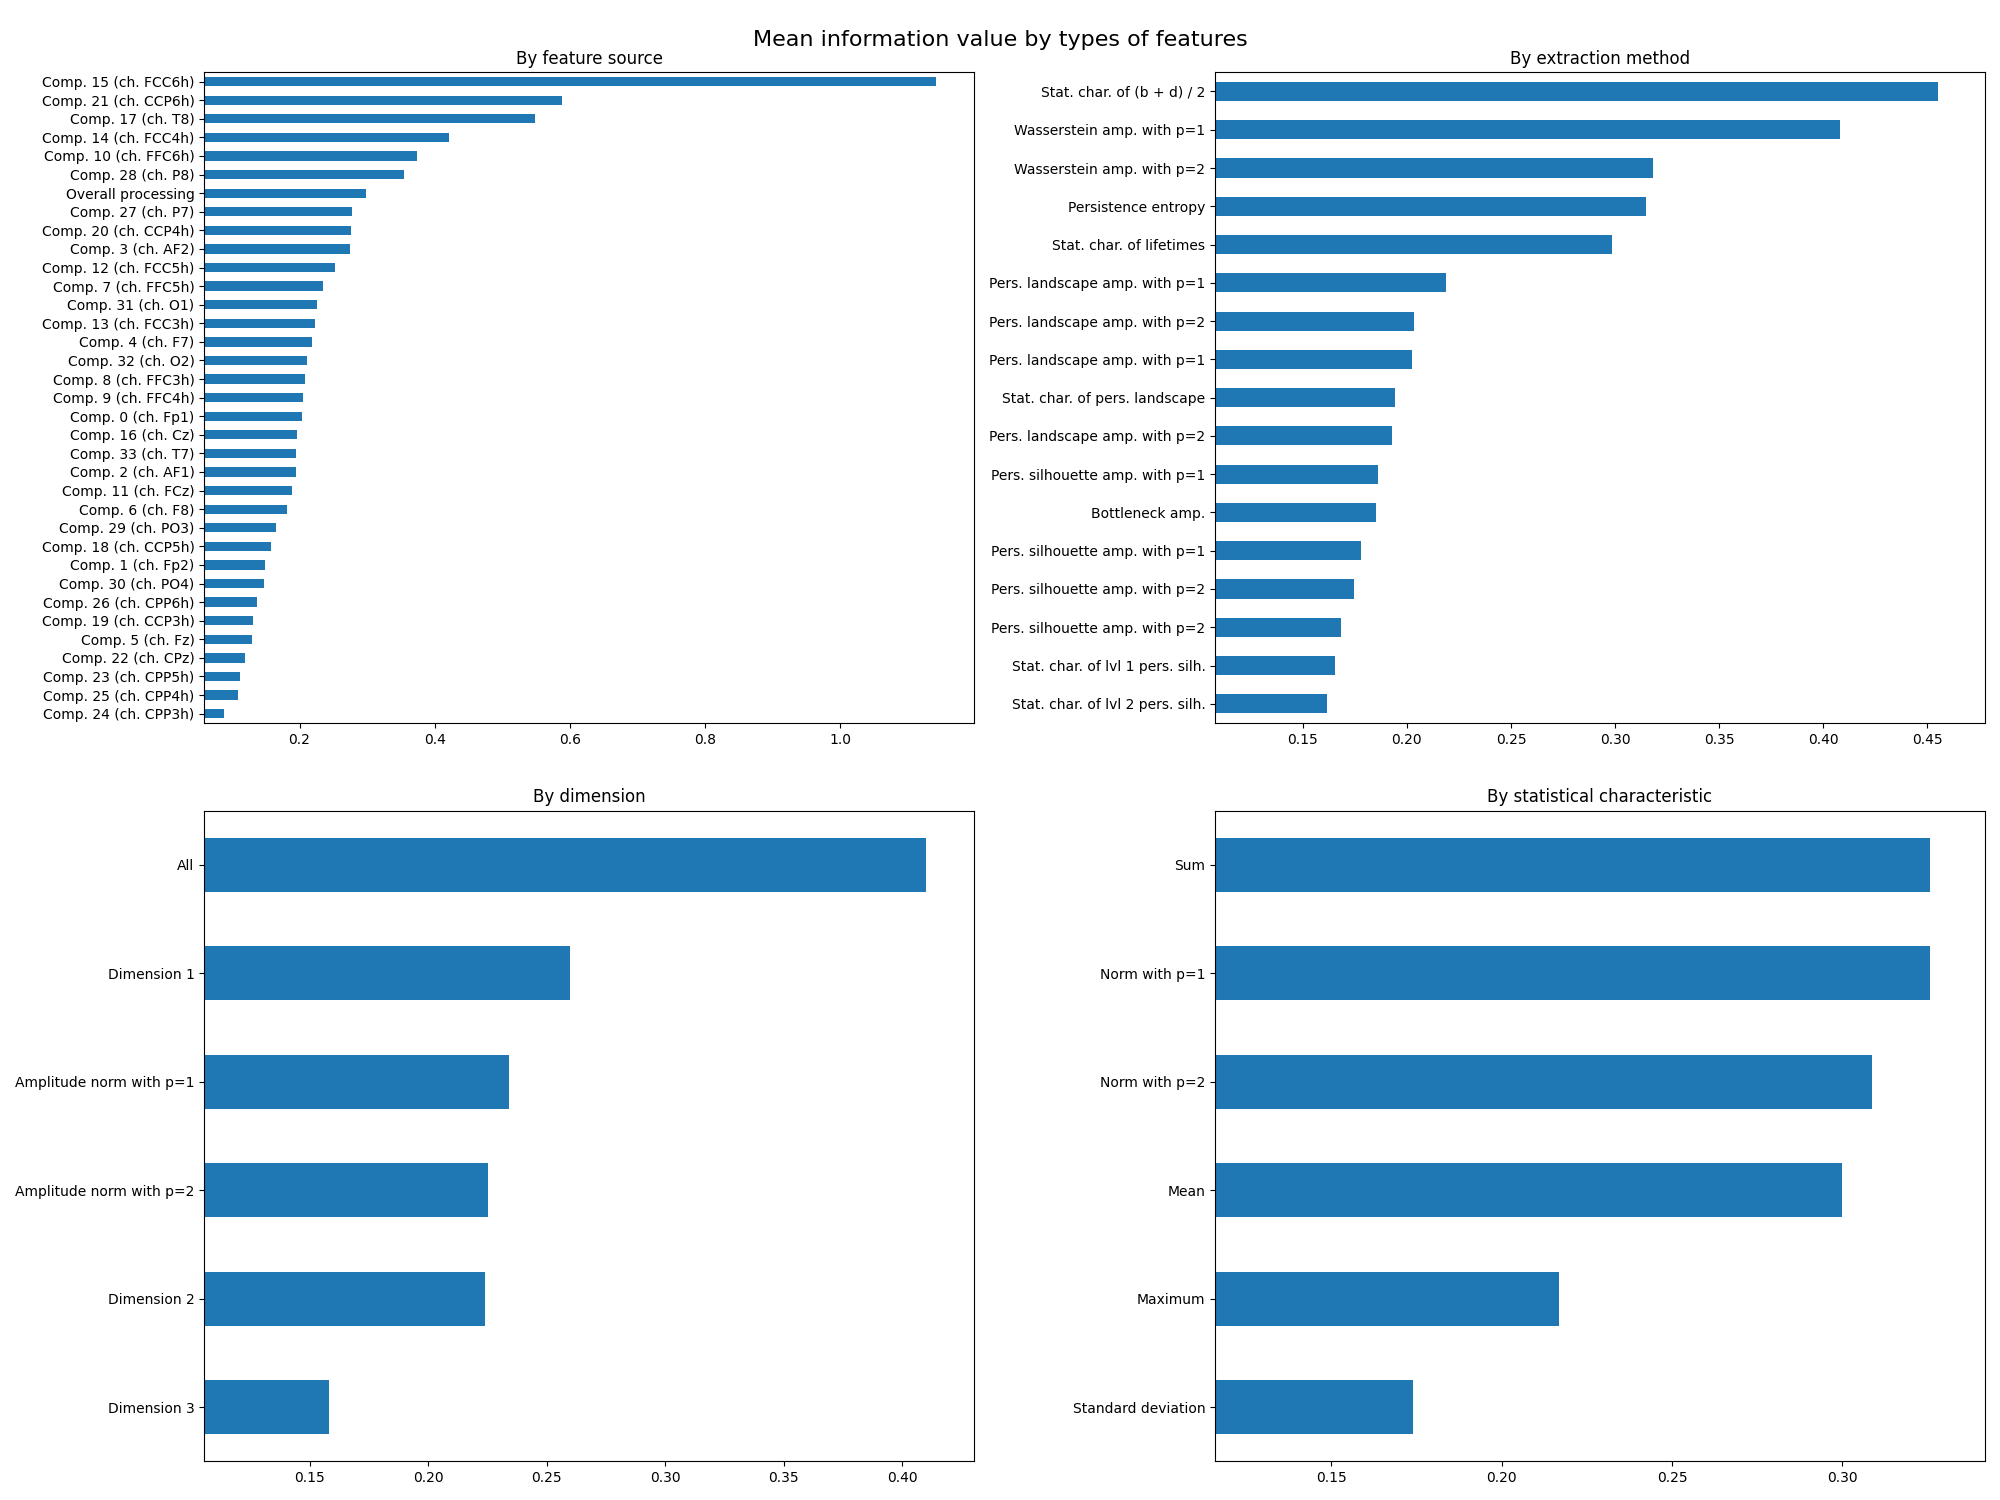 Mean information value by types of features
By feature source
Comp. 15 (ch. FCC6h)
Comp. 21 (ch. CCP6h)
Comp. 17 (ch. T8)
Comp. 14 (ch. FCC4h)
Comp. 10 (ch. FFC6h)
Comp. 28 (ch. P8)
Overall processing
Comp. 27 (ch. P7)
Comp. 20 (ch. CCP4h)
Comp. 3 (ch. AF2)
Comp. 12 (ch. FCC5h)
Comp. 7 (ch. FFC5h)
Comp. 31 (ch. O1)
Comp. 13 (ch. FCC3h)
Comp. 4 (ch. F7)
Comp. 32 (ch. O2)
Comp. 8 (ch. FFC3h)
Comp. 9 (ch. FFC4h)
Comp. 0 (ch. Fp1)
Comp. 16 (ch. Cz)
Comp. 33 (ch. T7)
Comp. 2 (ch. AF1)
Comp. 11 (ch. FCz)
Comp. 6 (ch. F8)
Comp. 29 (ch. PO3)
Comp. 18 (ch. CCP5h)
Comp. 1 (ch. Fp2)
Comp. 30 (ch. PO4)
Comp. 26 (ch. CPP6h)
Comp. 19 (ch. CCP3h)
Comp. 5 (ch. Fz)
Comp. 22 (ch. CPz)
Comp. 23 (ch. CPP5h)
Comp. 25 (ch. CPP4h)
Comp. 24 (ch. CPP3h)
0.2 0.4 0.6 0.8 1.0
By extraction method
Stat. char. of (b + d) / 2
Wasserstein amp. with p=1
Wasserstein amp. with p=2
Persistence entropy
Stat. char. of lifetimes
Pers. landscape amp. with p=1
Pers. landscape amp. with p=2
Pers. landscape amp. with p=1
Stat. char. of pers. landscape
Pers. landscape amp. with p=2
Pers. silhouette amp. with p=1
Bottleneck amp.
Pers. silhouette amp. with p=1
Pers. silhouette amp. with p=2
Pers. silhouette amp. with p=2
Stat. char. of lvl 1 pers. silh.
Stat. char. of lvl 2 pers. silh.
0.15 0.20 0.25 0.30 0.35 0.40 0.45
By dimension
All
Dimension 1
Amplitude norm with p=1
Amplitude norm with p=2
Dimension 2
Dimension 3
0.15 0.20 0.25 0.30 0.35 0.40
By statistical characteristic
Sum
Norm with p=1
Norm with p=2
Mean
Maximum
Standard deviation
0.15 0.20 0.25 0.30